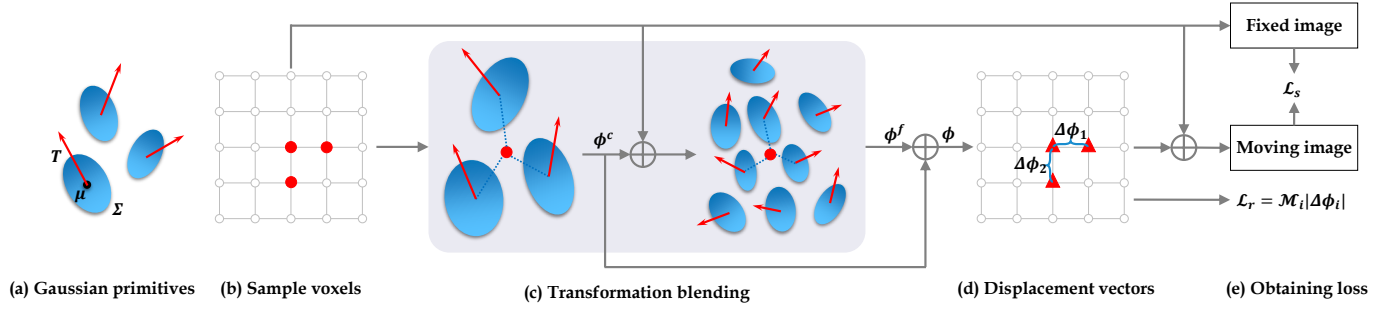 Fixed image
ℒₛ
Moving image
ℒᵣ = ℳᵢ|Δϕᵢ|
T
μ
Σ
ϕᶜ
ϕᶠ
ϕ
Δϕ₁
Δϕ₂
(a) Gaussian primitives
(b) Sample voxels
(c) Transformation blending
(d) Displacement vectors
(e) Obtaining loss